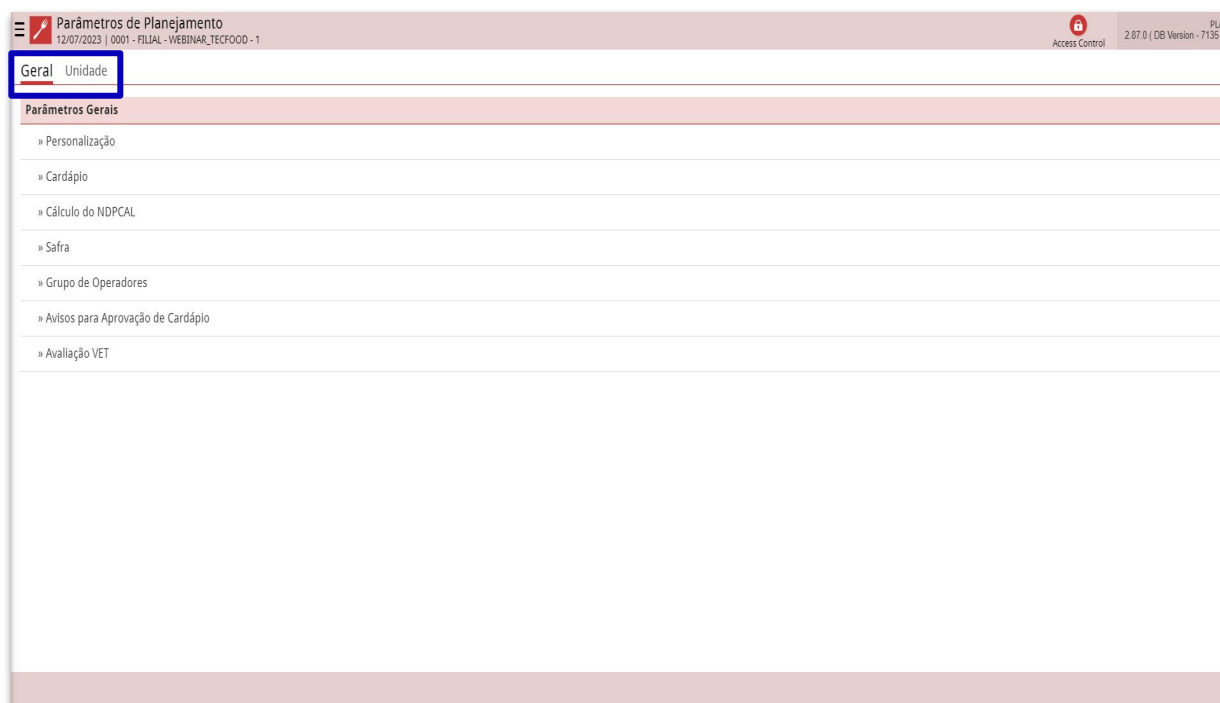 Parâmetros de Planejamento
12/07/2023 | 0001 - FILIAL - WEBINAR_TECFOOD - 1
Access Control
2.87.0 ( DB Version - 7135
Geral Unidade
Parâmetros Gerais
» Personalização
» Cardápio
» Cálculo do NDPCAL
» Safra
» Grupo de Operadores
» Avisos para Aprovação de Cardápio
» Avaliação VET